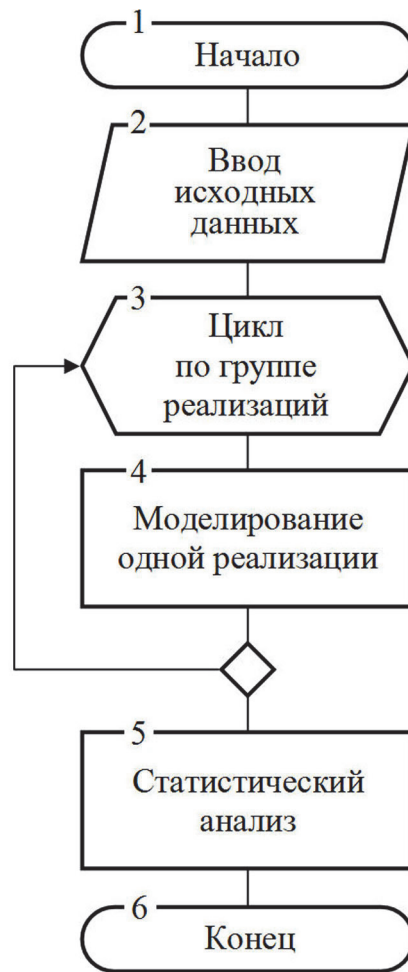 1
Начало
2
Ввод
исходных
данных
3
Цикл
по группе
реализаций
4
Моделирование
одной реализации
5
Статистический
анализ
6
Конец